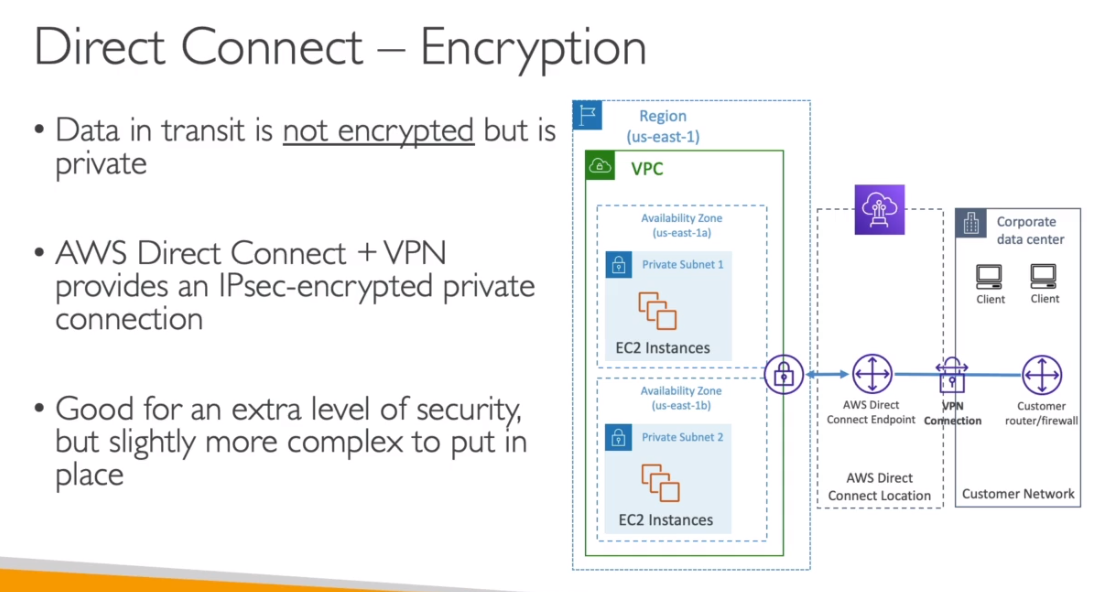 Direct Connect – Encryption
• Data in transit is not encrypted but is
private
• AWS Direct Connect + VPN
provides an IPsec-encrypted private
connection
• Good for an extra level of security,
but slightly more complex to put in
place
Region
(us-east-1)
VPC
Availability Zone
(us-east-1a)
Private Subnet 1
EC2 Instances
Availability Zone
(us-east-1b)
Private Subnet 2
EC2 Instances
AWS Direct
Connect Endpoint
VPN
Connection
AWS Direct
Connect Location
Corporate
data center
Client
Client
Customer
router/firewall
Customer Network